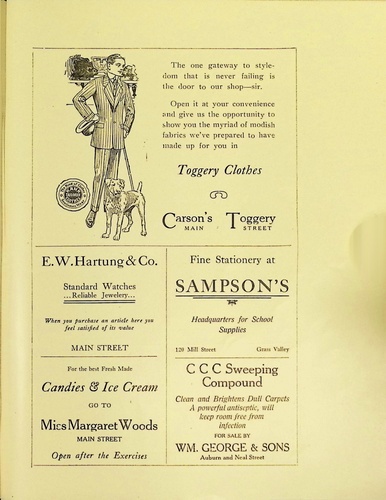 The one gateway to style-
dom that is never failing is
the door to our shop—sir.
Open it at your convenience
and give us the opportunity to
show you the myriad of modish
fabrics we've prepared to have
made up for you in
Toggery Clothes
Carson's Toggery
MAIN STREET
E.W. Hartung & Co.
Standard Watches
...Reliable Jewelery...
When you purchase an article here you
feel satisfied of its value
MAIN STREET
Fine Stationery at
SAMPSON'S
Headquarters for School
Supplies
120 Mill Street Grass Valley
For the best Fresh Made
Candies & Ice Cream
GO TO
Miss Margaret Woods
MAIN STREET
Open after the Exercises
C C C Sweeping
Compound
Clean and Brightens Dull Carpets
A powerful antiseptic, will
keep room free from
infection
FOR SALE BY
WM. GEORGE & SONS
Auburn and Neal Street